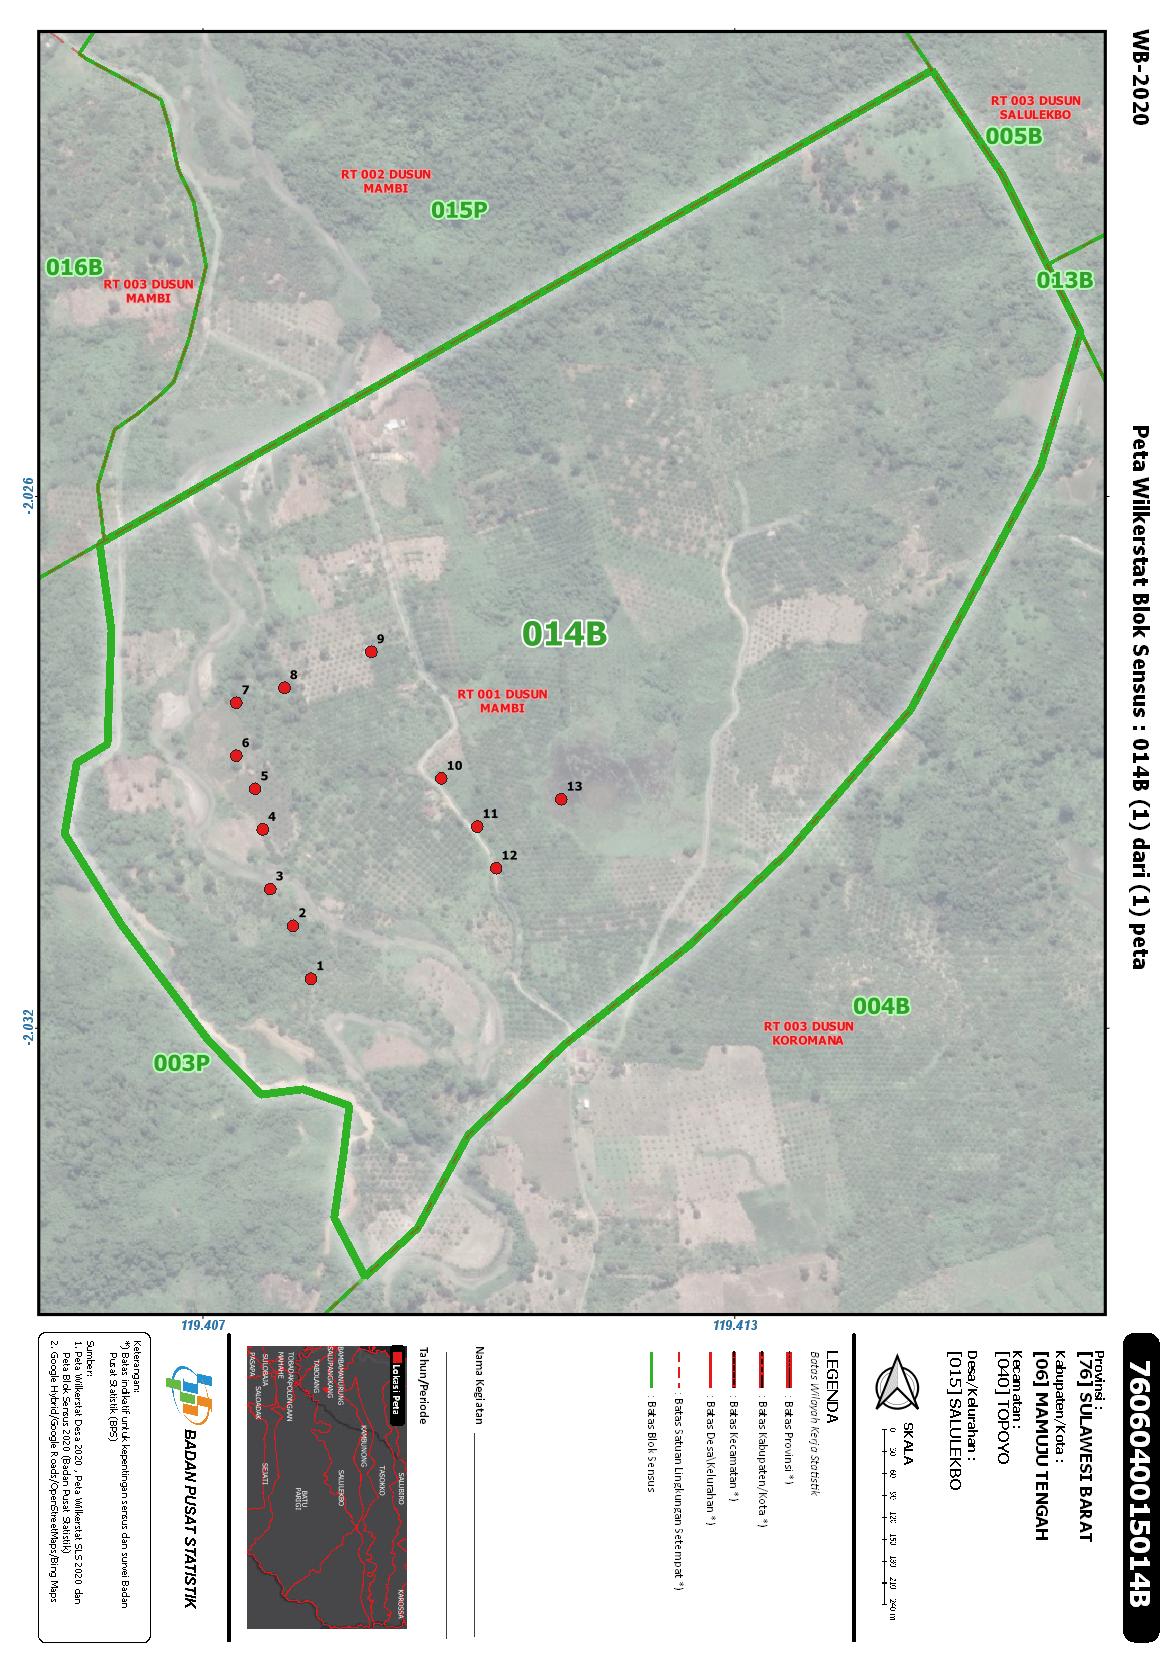 WB-2020
Peta Wilkerstat Blok Sensus : 014B (1) dari (1) peta
7606040015014B
RT 003 DUSUN
SALULEKBO
005B
RT 002 DUSUN
MAMBI
015P
016B
RT 003 DUSUN
MAMBI
013B
-2.026
014B
RT 001 DUSUN
MAMBI
9
8
7
6
5
4
3
2
1
10
11
12
13
-2.032
003P
004B
RT 003 DUSUN
KOROMANA
119.407
119.413
Provinsi :
[76] SULAWESI BARAT
Kabupaten/Kota :
[06] MAMUJU TENGAH
Kecamatan :
[040] TOPOYO
Desa/Kelurahan :
[015] SALULEKBO
SKALA
0 30 60 90 120 150 180 210 240 m
LEGENDA
Batas Wilayah Kerja Statistik
: Batas Provinsi *)
: Batas Kabupaten/Kota *)
: Batas Kecamatan *)
: Batas Desa\Kelurahan *)
: Batas Satuan Lingkungan Setempat *)
: Batas Blok Sensus
Nama Kegiatan
Tahun/Periode
Lokasi Peta
SALUBIRO
KAROSSA
TASOKKO
KAMBUNONG
BAMBAMANURUNG
SALUPANGKANG
SALULEKBO
TABOLANG
BATU
PARIGI
TOBADAK
POLONGAAN
MAHAHE
SULOBAJA
SEJATI
SALOADAK
PASAPA
BADAN PUSAT STATISTIK
Keterangan:
*) Batas indikatif untuk kepentingan sensus dan survei Badan
Pusat Statistik (BPS)
Sumber:
1. Peta Wilkerstat Desa 2020 , Peta Wilkerstat SLS 2020 dan
Peta Blok Sensus 2020 (Badan Pusat Statistik)
2. Google Hybrid/Google Roads/OpenStreetMaps/Bing Maps